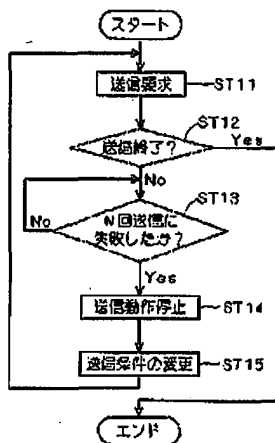 スタート
送信要求
ST11
送信終了?
ST12
Yes
No
N回送信に
失敗したか?
ST13
No
Yes
送信動作停止
ST14
送信条件の変更
ST15
エンド